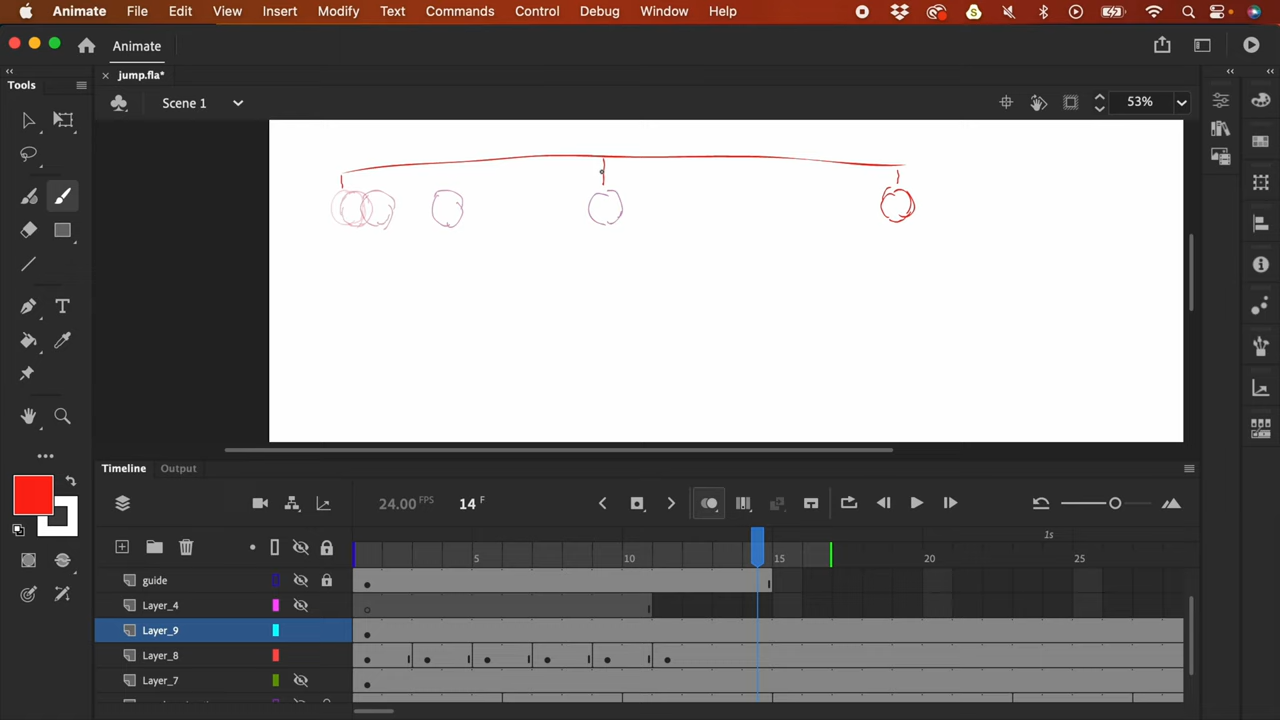 Animate File Edit View Insert Modify Text Commands Control Debug Window Help
Animate
Tools
jump.fla*
Scene 1
53%
T
Timeline Output
24.00 FPS 14 F
1s
5 10 15 20 25
guide
Layer_4
Layer_9
Layer_8
Layer_7